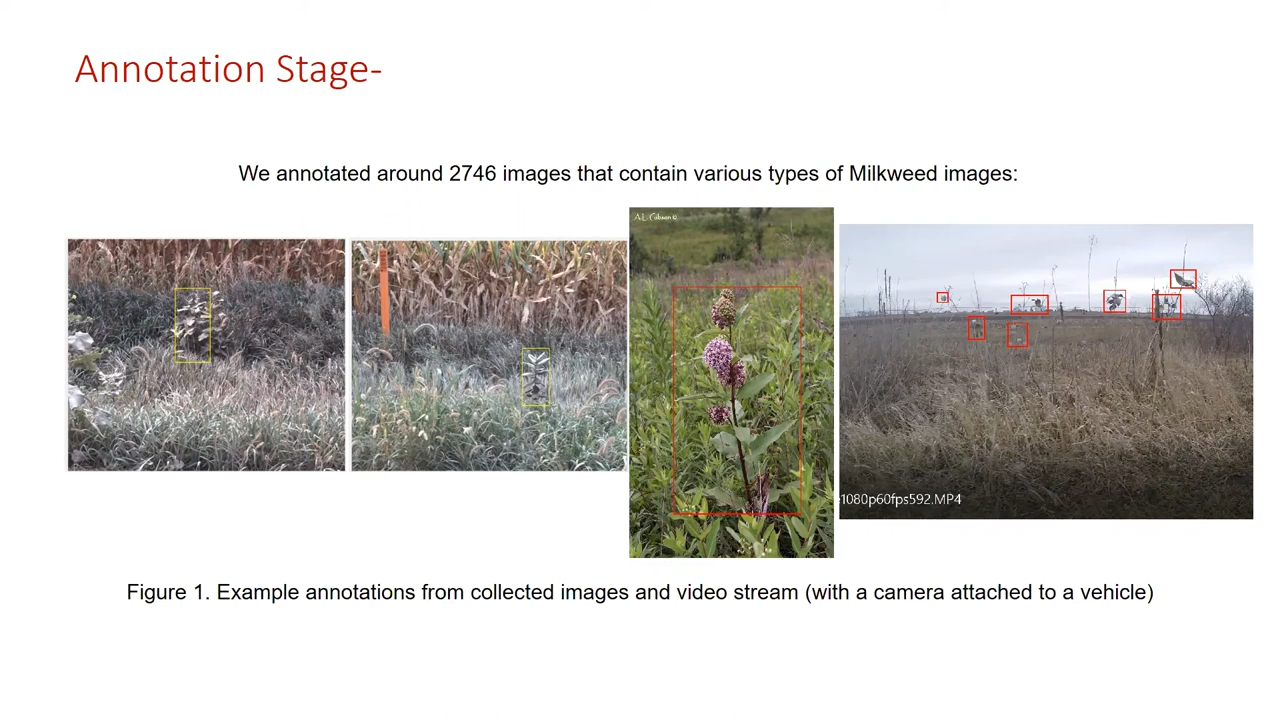 Annotation Stage-
We annotated around 2746 images that contain various types of Milkweed images:
A.L. Gibson ©
1080p60fps592.MP4
Figure 1. Example annotations from collected images and video stream (with a camera attached to a vehicle)